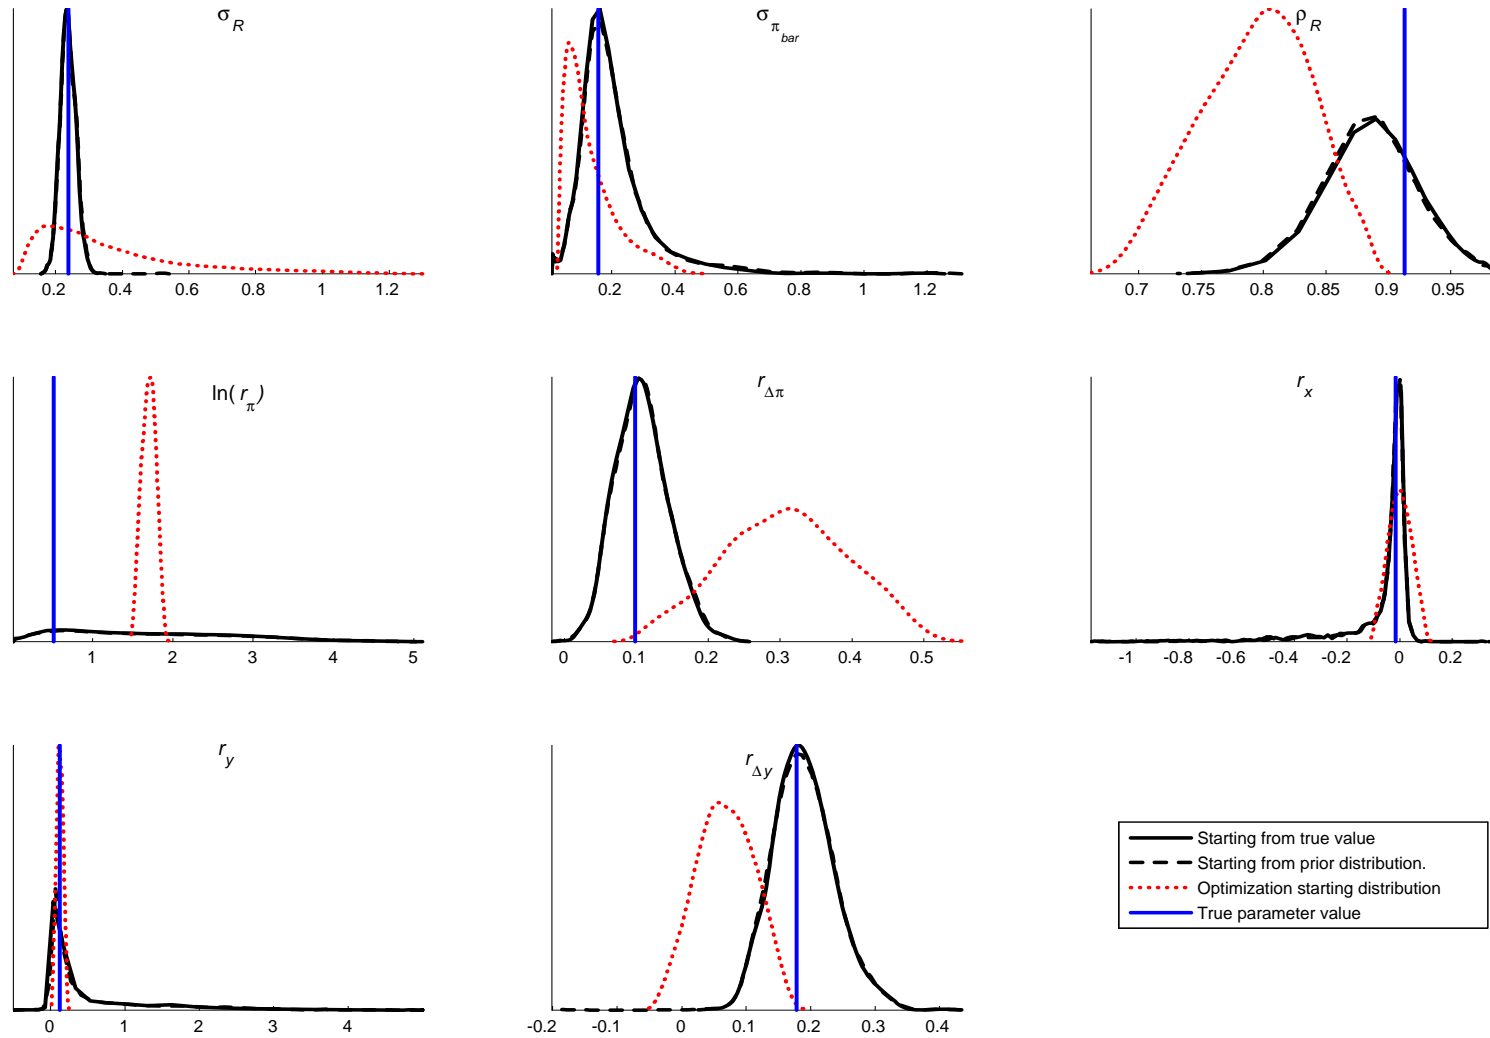 σ_R
σ_π_bar
ρ_R
0.2 0.4 0.6 0.8 1 1.2
0.2 0.4 0.6 0.8 1 1.2
0.7 0.75 0.8 0.85 0.9 0.95
ln(r_π)
r_Δπ
r_x
1 2 3 4 5
0 0.1 0.2 0.3 0.4 0.5
-1 -0.8 -0.6 -0.4 -0.2 0 0.2
r_y
r_Δy
0 1 2 3 4
-0.2 -0.1 0 0.1 0.2 0.3 0.4
Starting from true value
Starting from prior distribution.
Optimization starting distribution
True parameter value